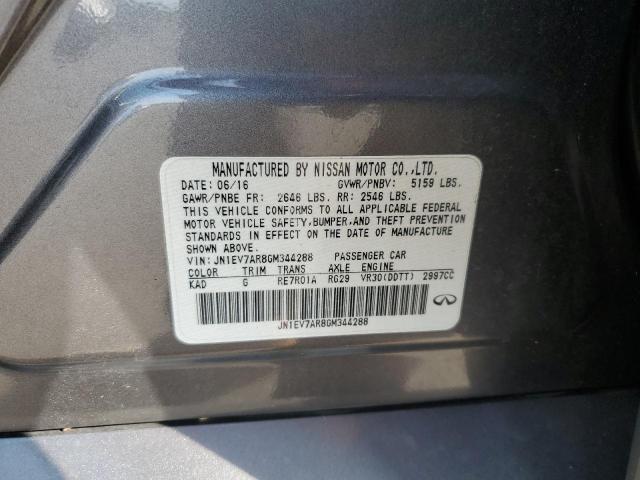 MANUFACTURED BY NISSAN MOTOR CO.,LTD.
DATE: 06/16 GVWR/PNBV: 5159 LBS.
GAWR/PNBE FR: 2646 LBS. RR: 2546 LBS.
THIS VEHICLE CONFORMS TO ALL APPLICABLE FEDERAL
MOTOR VEHICLE SAFETY,BUMPER,AND THEFT PREVENTION
STANDARDS IN EFFECT ON THE DATE OF MANUFACTURE
SHOWN ABOVE.
VIN: JN1EV7AR8GM344288 PASSENGER CAR
COLOR TRIM TRANS AXLE ENGINE
KAD G RE7R01A RG29 VR30(DDTT) 2997CC
JN1EV7AR8GM344288